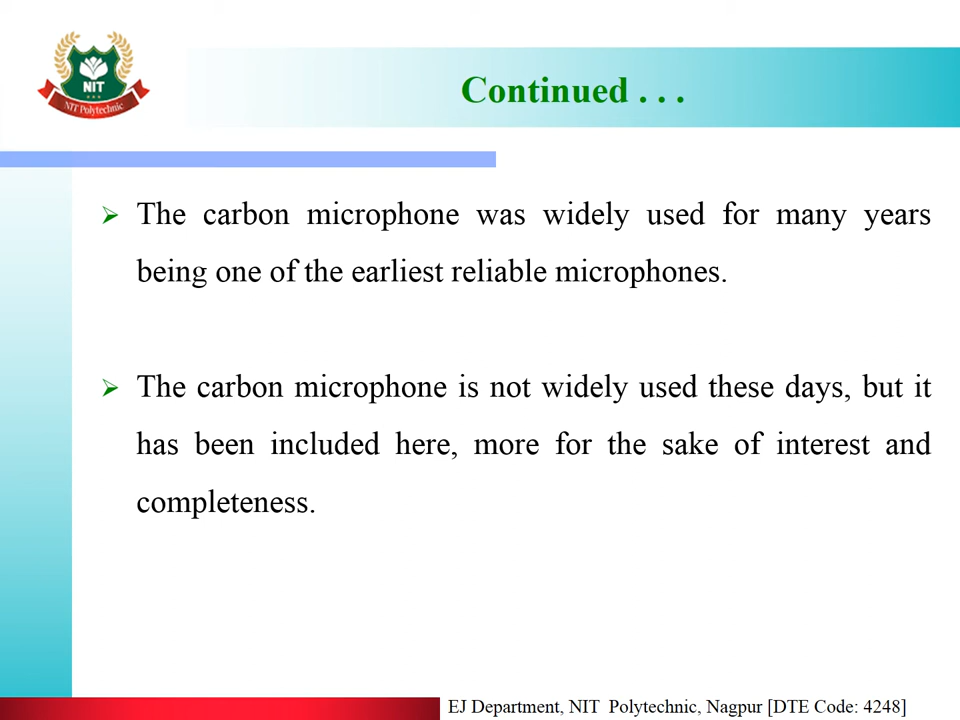 NIT
NIT Polytechnic
Continued . . .
The carbon microphone was widely used for many years
being one of the earliest reliable microphones.
The carbon microphone is not widely used these days, but it
has been included here, more for the sake of interest and
completeness.
EJ Department, NIT Polytechnic, Nagpur [DTE Code: 4248]